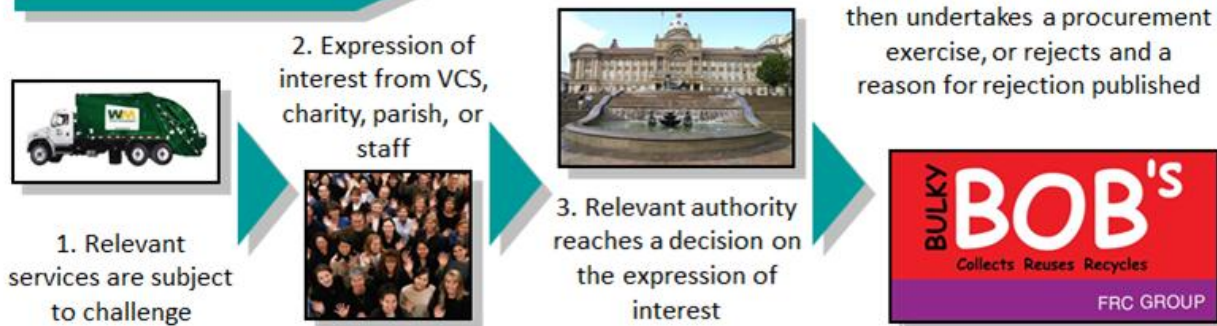 WM
1. Relevant
services are subject
to challenge
2. Expression of
interest from VCS,
charity, parish, or
staff
3. Relevant authority
reaches a decision on
the expression of
interest
then undertakes a procurement
exercise, or rejects and a
reason for rejection published
BULKY
BOB's
Collects Reuses Recycles
FRC GROUP